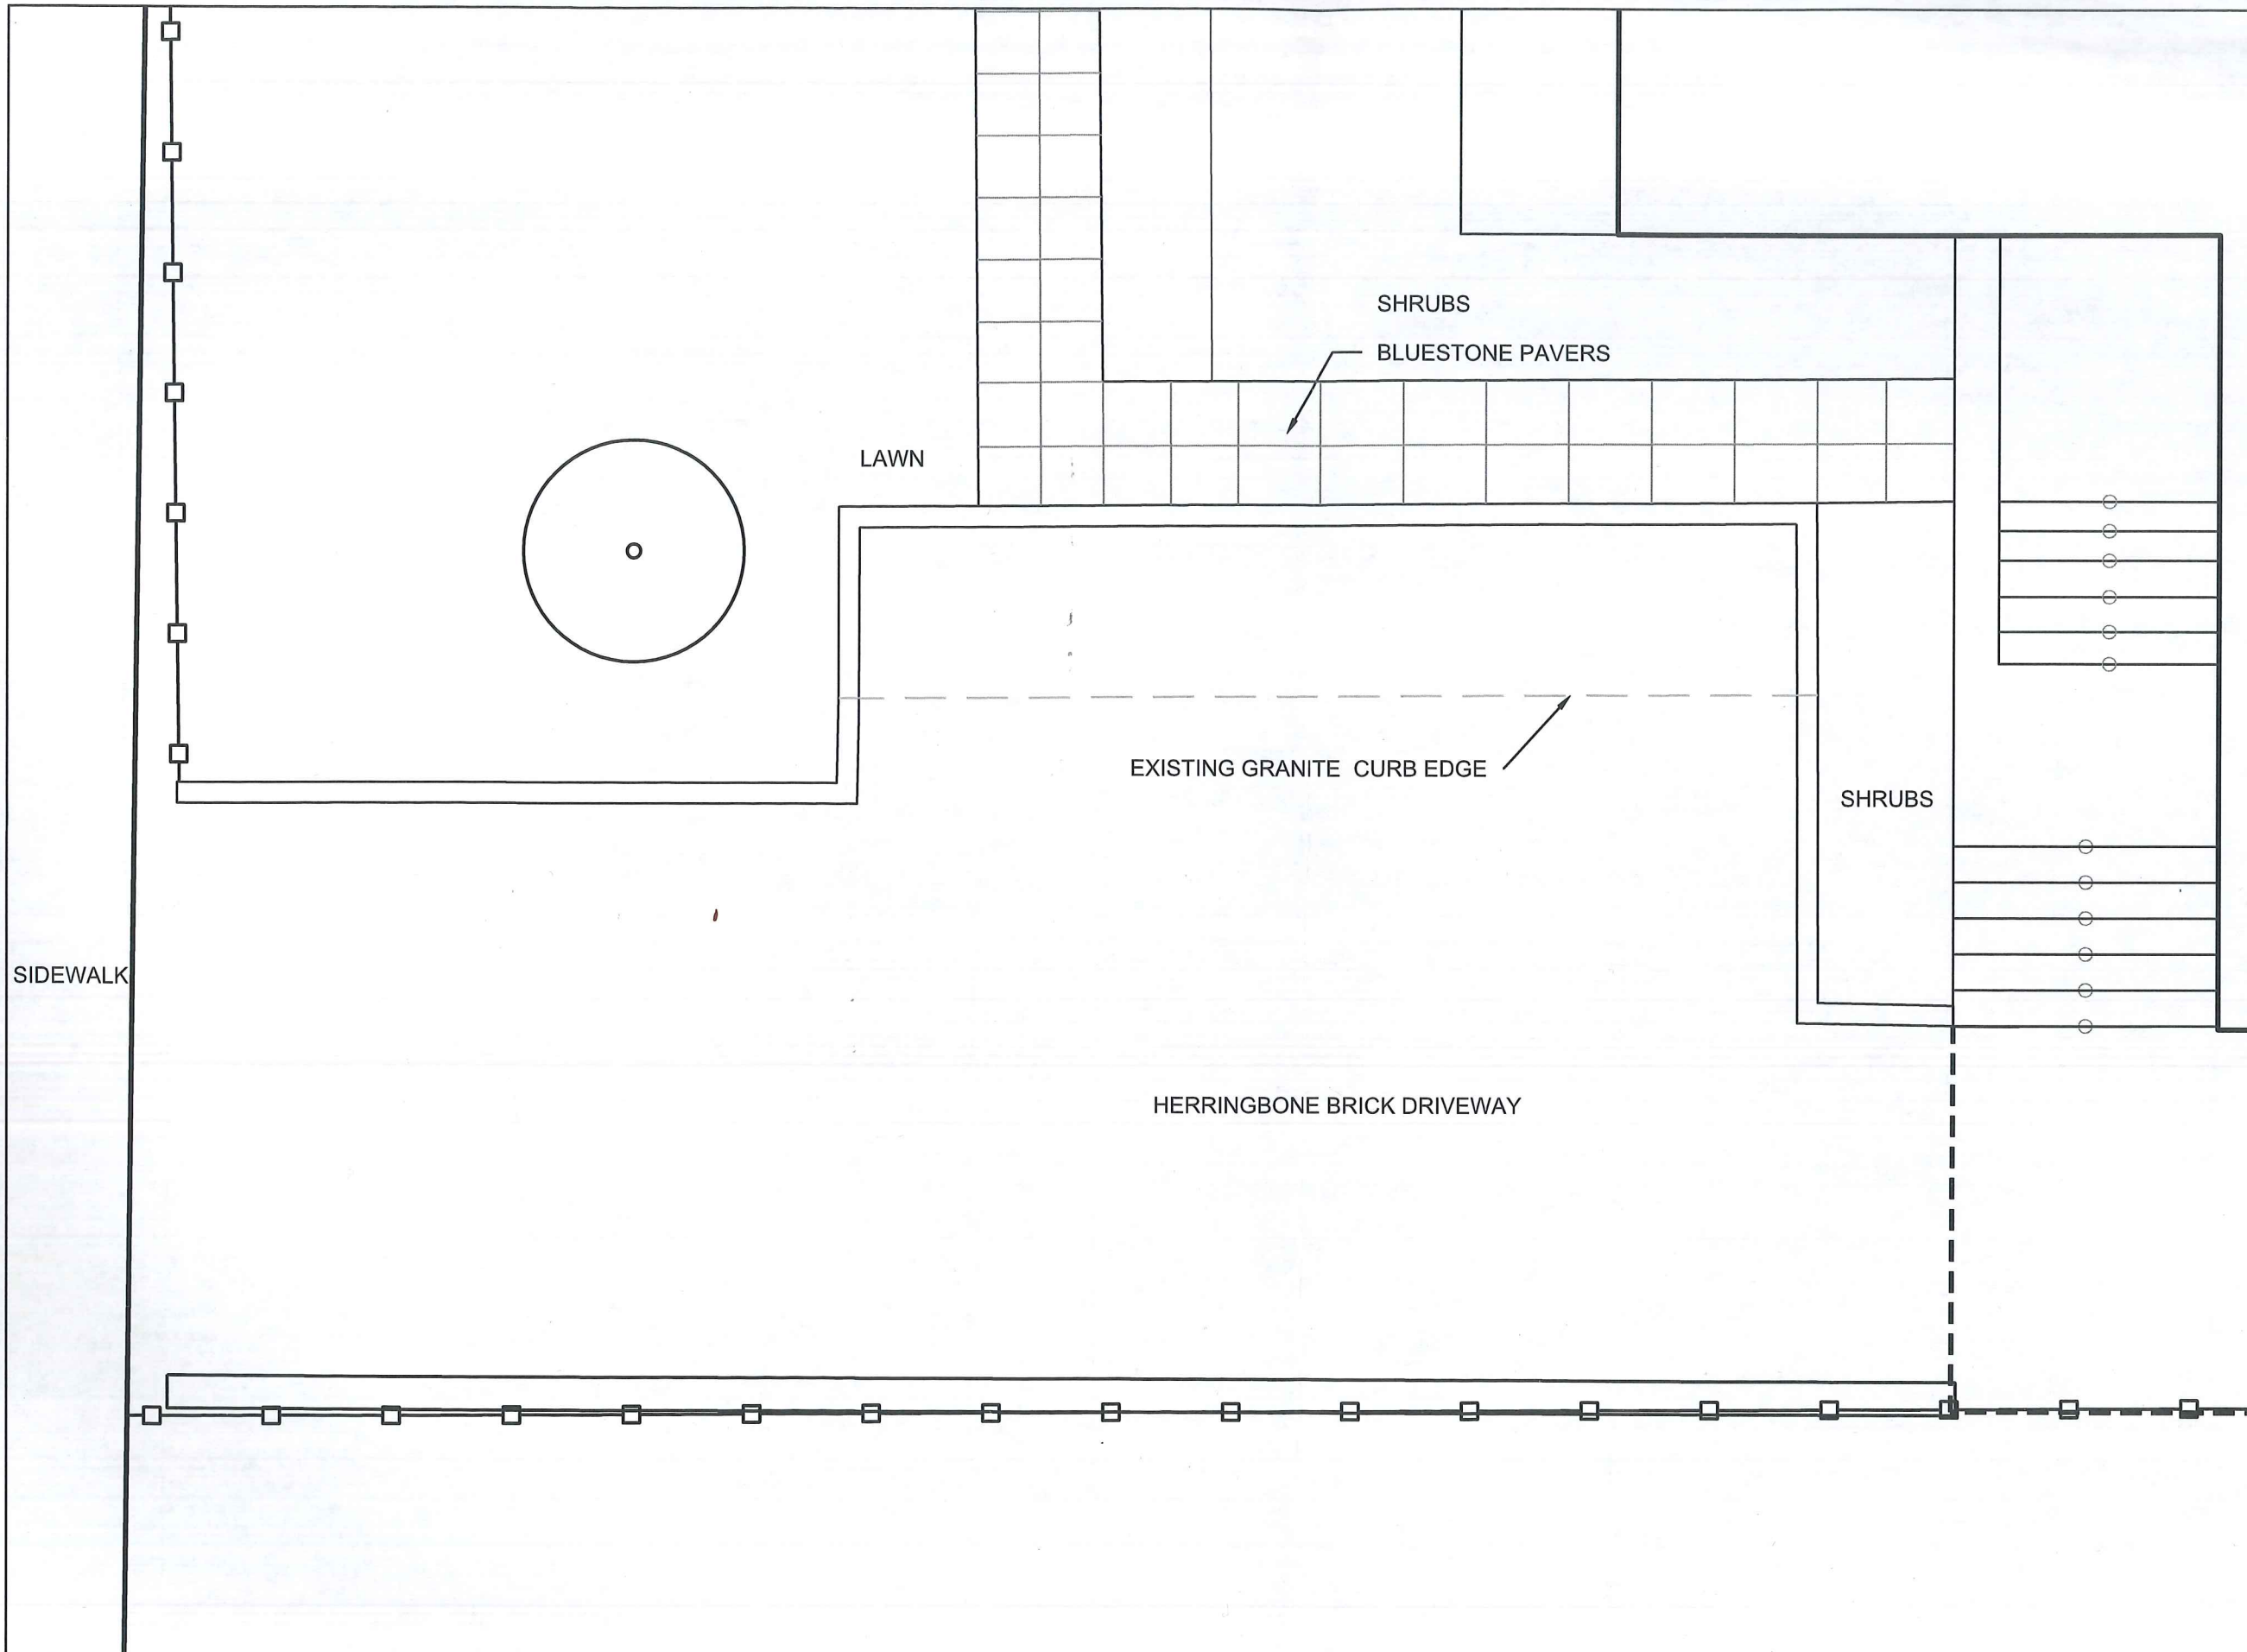 SHRUBS
BLUESTONE PAVERS
LAWN
EXISTING GRANITE CURB EDGE
SHRUBS
SIDEWALK
HERRINGBONE BRICK DRIVEWAY